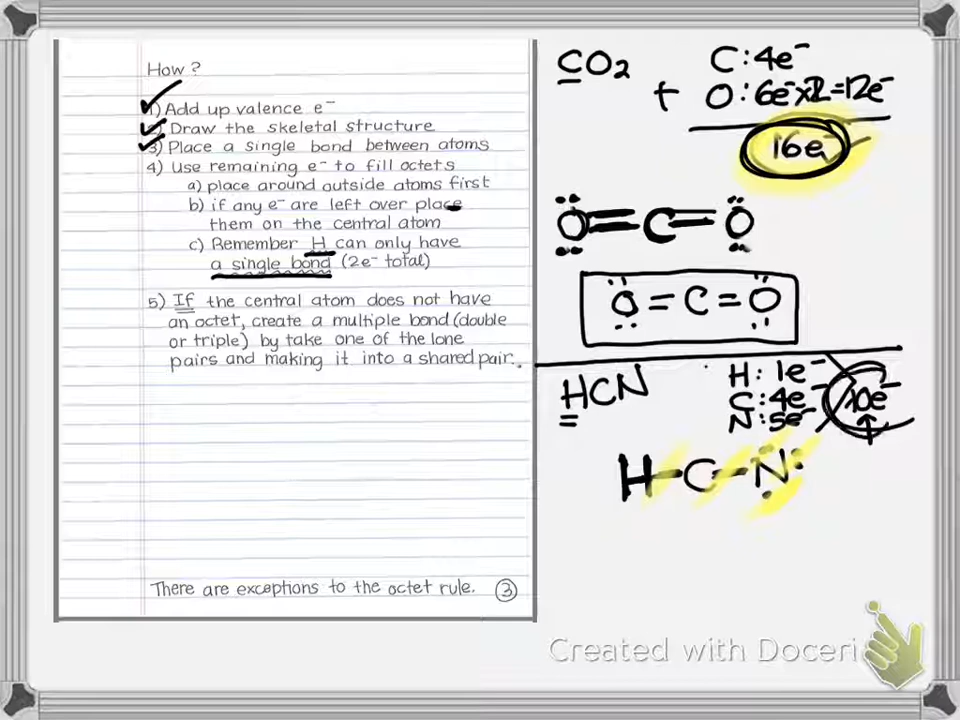 How?
1) Add up valence e⁻
2) Draw the skeletal structure
3) Place a single bond between atoms
4) Use remaining e⁻ to fill octets
a) place around outside atoms first
b) if any e⁻ are left over place
them on the central atom
c) Remember H can only have
a single bond (2e⁻ total)
5) If the central atom does not have
an octet, create a multiple bond (double
or triple) by take one of the lone
pairs and making it into a shared pair.
There are exceptions to the octet rule. ③
CO₂
C: 4e⁻
+ O: 6e⁻x2=12e⁻
16e⁻
O=C=O
O=C=O
HCN
H: 1e⁻
C: 4e⁻
N: 5e⁻
10e⁻
H-C-N
Created with Doceri